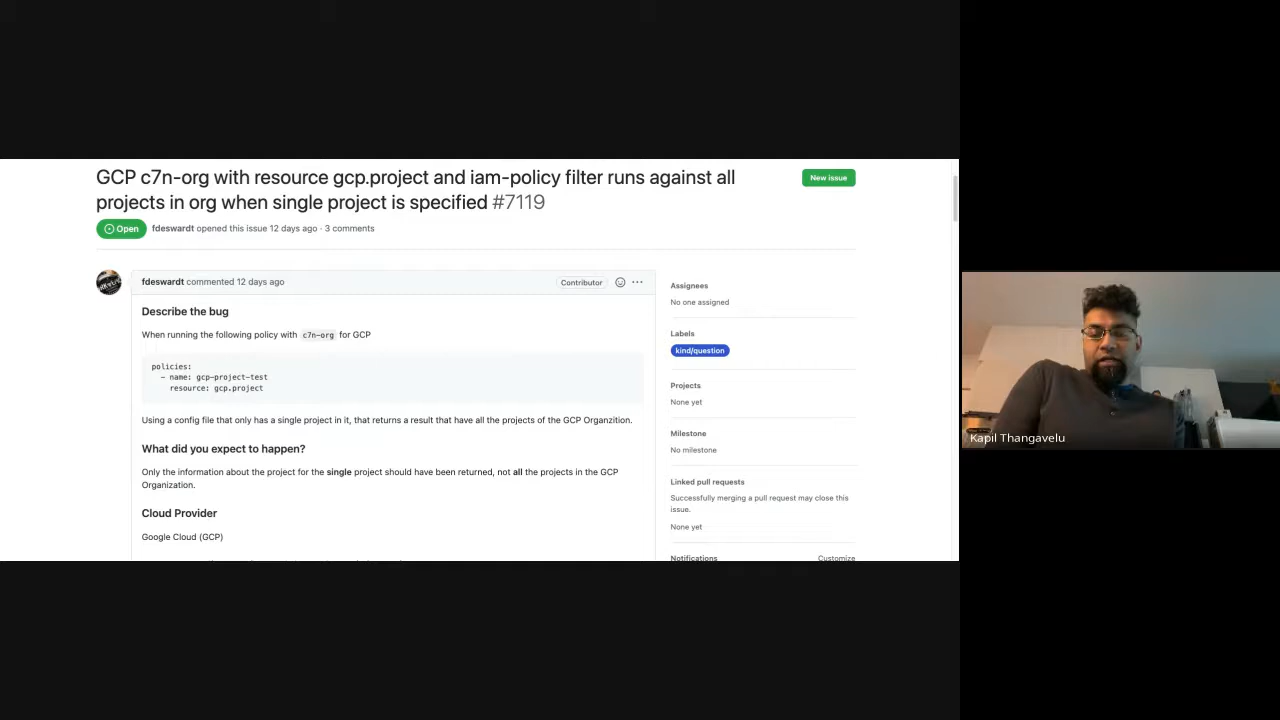 GCP c7n-org with resource gcp.project and iam-policy filter runs against all
projects in org when single project is specified #7119
New issue
Open
fdeswardt opened this issue 12 days ago · 3 comments
fdeswardt commented 12 days ago
Contributor
Describe the bug
When running the following policy with c7n-org for GCP
policies:
- name: gcp-project-test
resource: gcp.project
Using a config file that only has a single project in it, that returns a result that have all the projects of the GCP Organzition.
What did you expect to happen?
Only the information about the project for the single project should have been returned, not all the projects in the GCP
Organization.
Cloud Provider
Google Cloud (GCP)
Assignees
No one assigned
Labels
kind/question
Projects
None yet
Milestone
No milestone
Linked pull requests
Successfully merging a pull request may close this
issue.
None yet
Notifications
Customize
Kapil Thangavelu